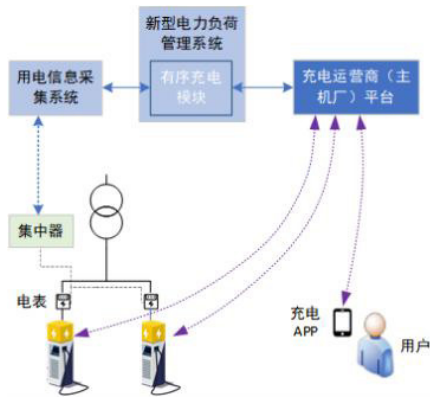 新型电力负荷
管理系统
用电信息采
集系统
有序充电
模块
充电运营商（主
机厂）平台
集中器
电表
充电
APP
用户